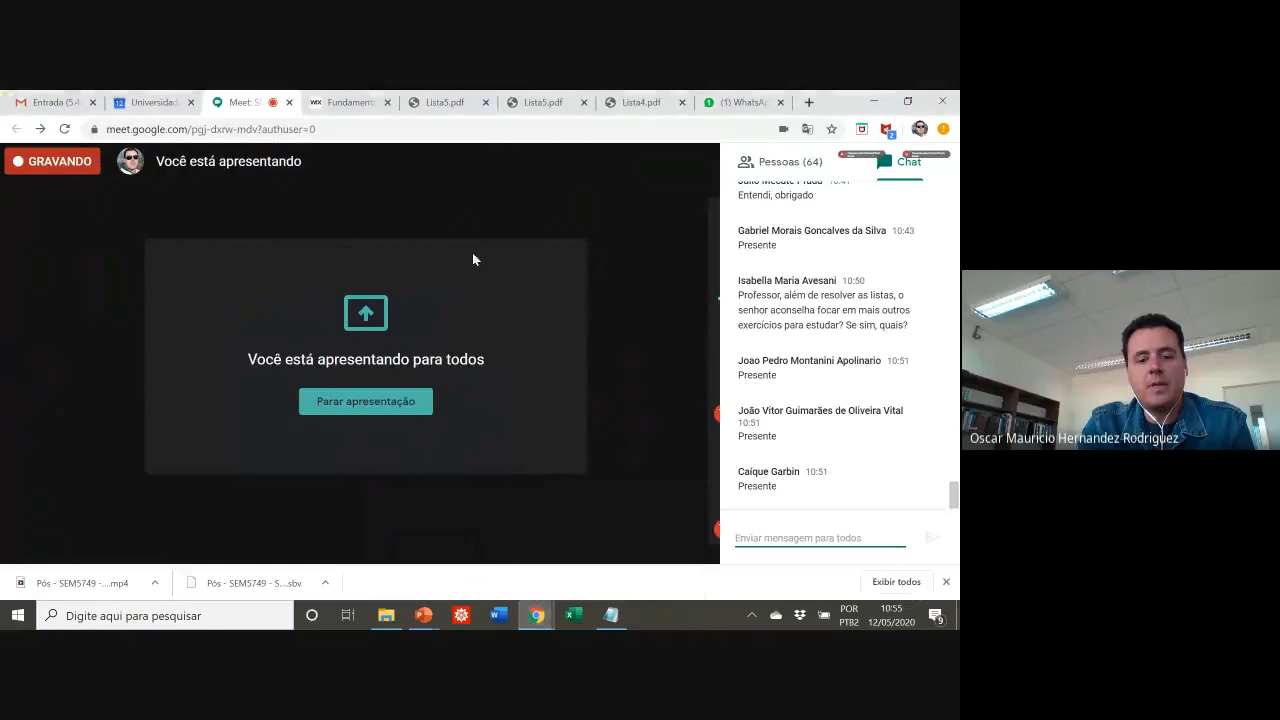 Entrada (5.4
Universidad
Meet: S
WIX Fundament
Lista5.pdf
Lista5.pdf
Lista4.pdf
(1) WhatsAp
meet.google.com/pgj-dxrw-mdv?authuser=0
GRAVANDO
Você está apresentando
Pessoas (64)
Chat
Entendi, obrigado
Gabriel Morais Goncalves da Silva 10:43
Presente
Isabella Maria Avesani 10:50
Professor, além de resolver as listas, o
senhor aconselha focar em mais outros
exercícios para estudar? Se sim, quais?
Joao Pedro Montanini Apolinario 10:51
Presente
João Vitor Guimarães de Oliveira Vital
10:51
Presente
Caíque Garbin 10:51
Presente
Enviar mensagem para todos
Você está apresentando para todos
Parar apresentação
Oscar Mauricio Hernandez Rodriguez
Pós - SEM5749 -....mp4
Pós - SEM5749 - S....sbv
Exibir todos
Digite aqui para pesquisar
POR
PTB2
10:55
12/05/2020
9